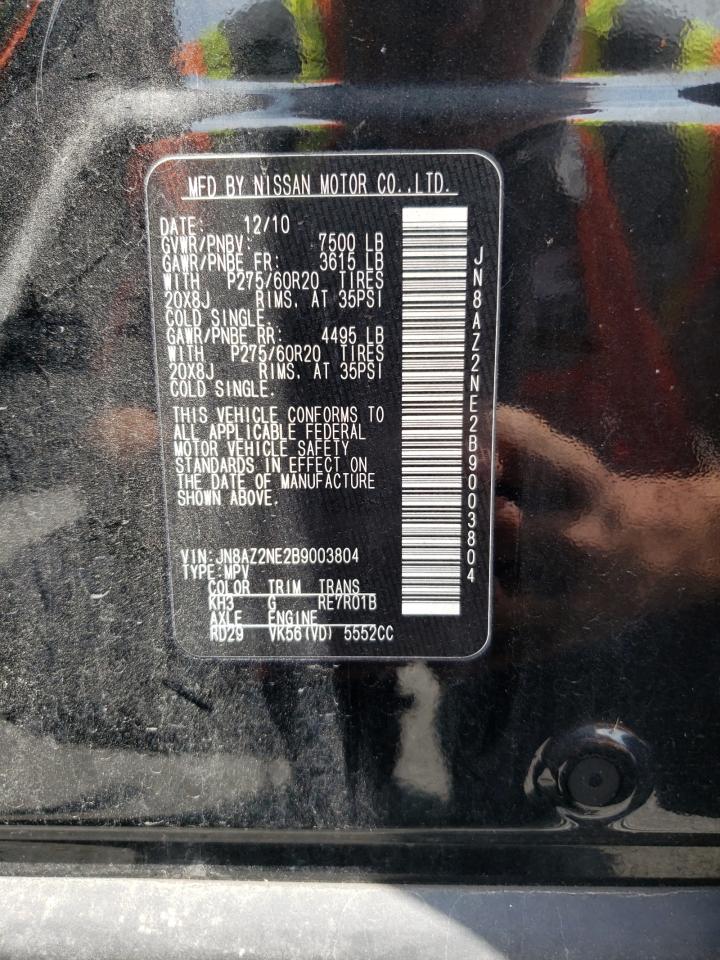 MFD BY NISSAN MOTOR CO.,LTD.
DATE: 12/10
GVWR/PNBV: 7500 LB
GAWR/PNBE FR: 3615 LB
WITH P275/60R20 TIRES
20X8J RIMS, AT 35PSI
COLD SINGLE.
GAWR/PNBE RR: 4495 LB
WITH P275/60R20 TIRES
20X8J RIMS, AT 35PSI
COLD SINGLE.
THIS VEHICLE CONFORMS TO
ALL APPLICABLE FEDERAL
MOTOR VEHICLE SAFETY
STANDARDS IN EFFECT ON
THE DATE OF MANUFACTURE
SHOWN ABOVE.
VIN:JN8AZ2NE2B9003804
TYPE:MPV
COLOR TRIM TRANS
KH3 G RE7R01B
AXLE ENGINE
RD29 VK56(VD) 5552CC
JN8AZ2NE2B9003804